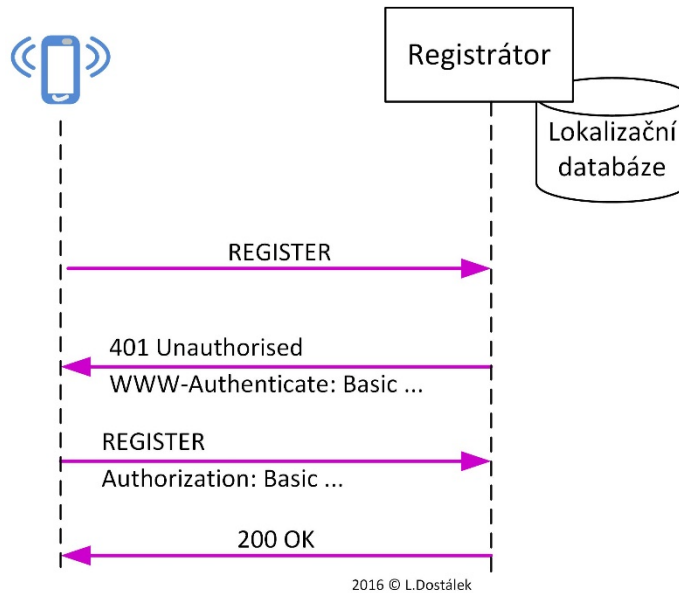 Registrátor
Lokalizační
databáze
REGISTER
401 Unauthorised
WWW-Authenticate: Basic ...
REGISTER
Authorization: Basic ...
200 OK
2016 © L.Dostálek